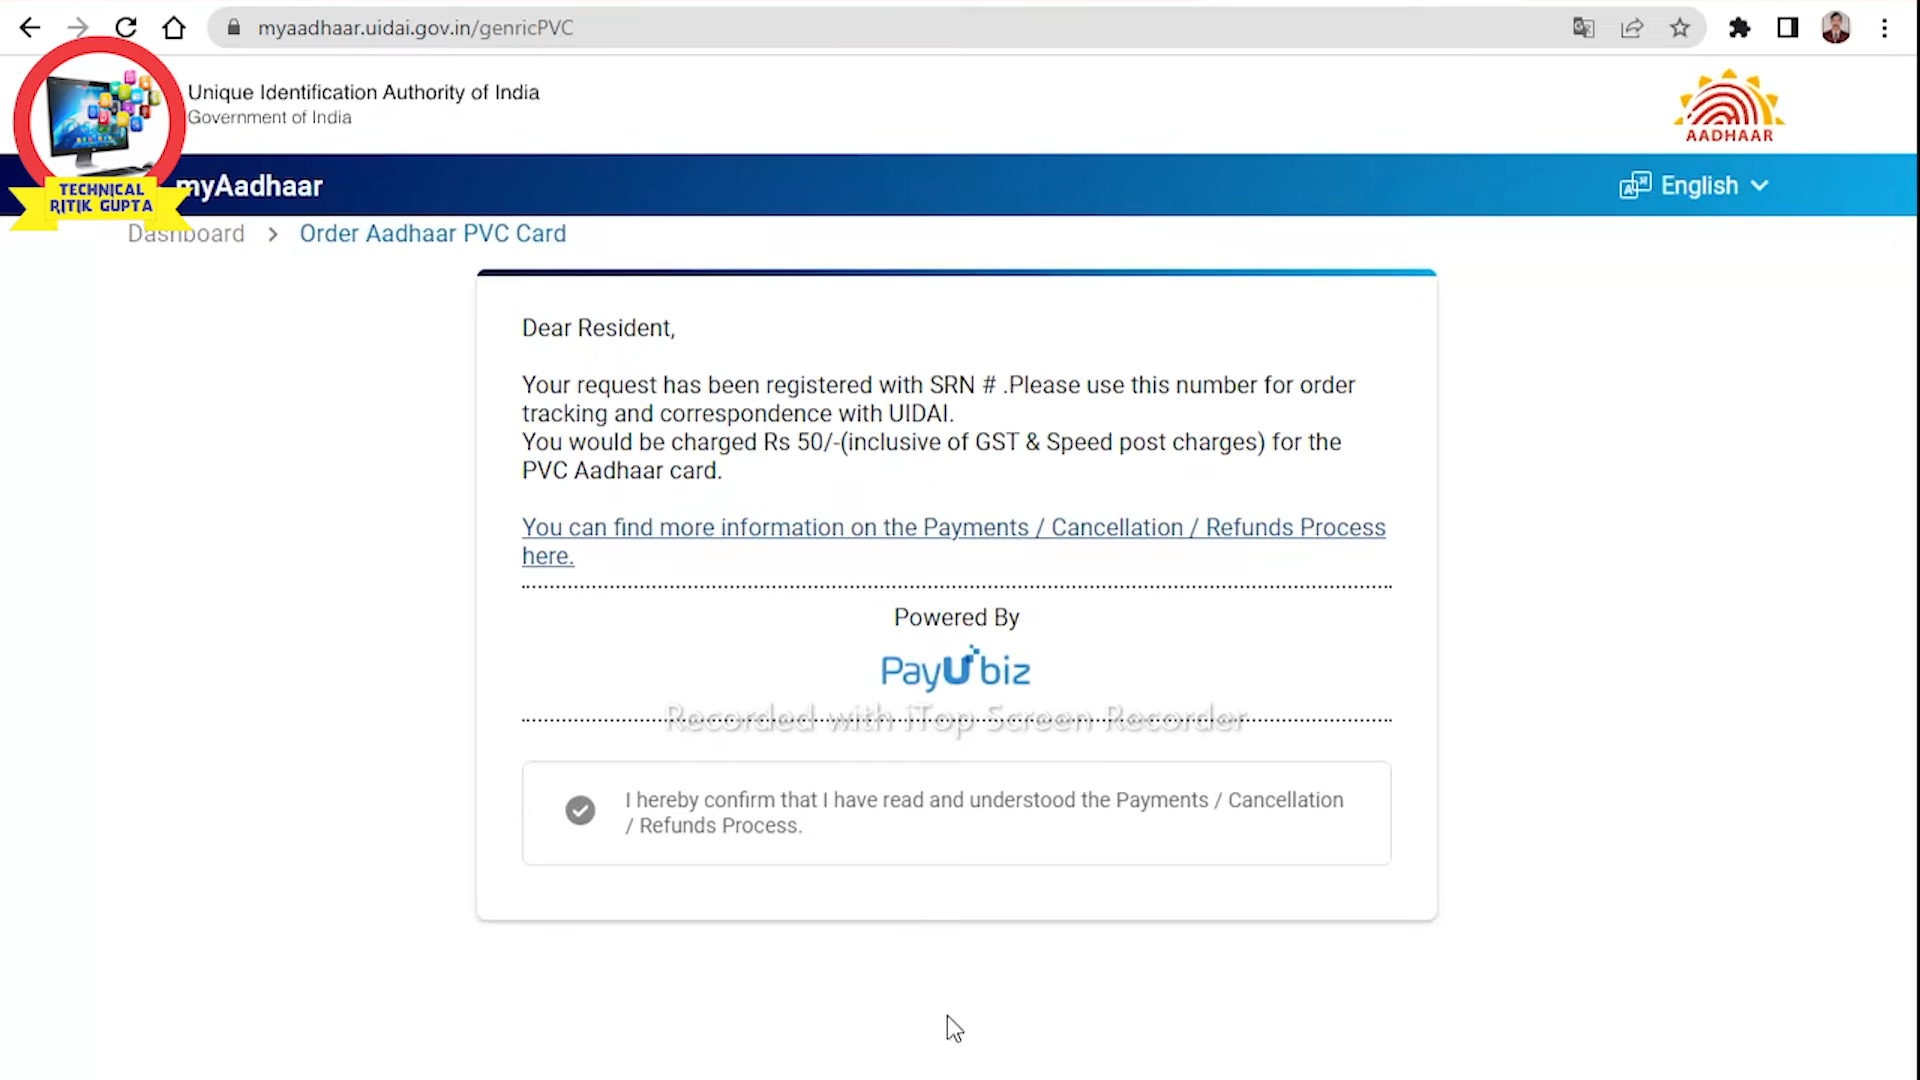 myaadhaar.uidai.gov.in/genricPVC
Unique Identification Authority of India
Government of India
AADHAAR
TECHNICAL
RITIK GUPTA
myAadhaar
English
Dashboard > Order Aadhaar PVC Card
Dear Resident,
Your request has been registered with SRN # .Please use this number for order
tracking and correspondence with UIDAI.
You would be charged Rs 50/-(inclusive of GST & Speed post charges) for the
PVC Aadhaar card.
You can find more information on the Payments / Cancellation / Refunds Process
here.
Powered By
PayUbiz
Recorded with iTop Screen Recorder
I hereby confirm that I have read and understood the Payments / Cancellation
/ Refunds Process.